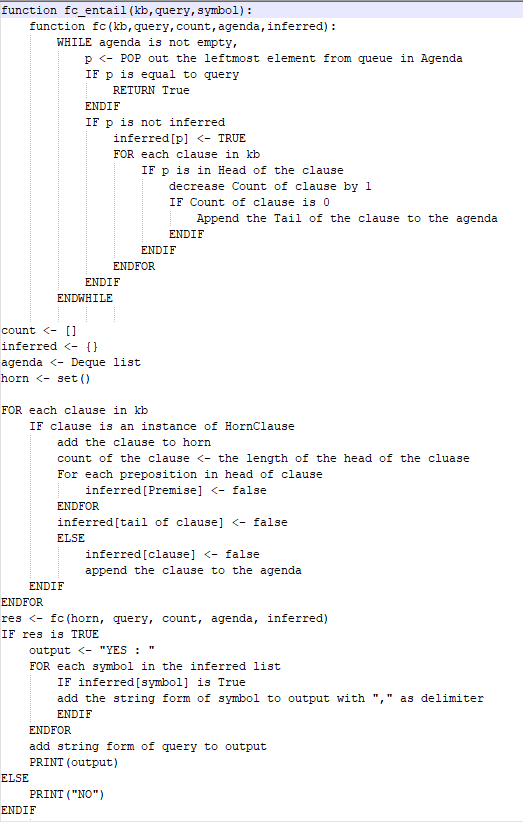 function fc_entail(kb,query,symbol):
    function fc(kb,query,count,agenda,inferred):
        WHILE agenda is not empty,
            p <- POP out the leftmost element from queue in Agenda
            IF p is equal to query
                RETURN True
            ENDIF
            IF p is not inferred
                inferred[p] <- TRUE
                FOR each clause in kb
                    IF p is in Head of the clause
                        decrease Count of clause by 1
                        IF Count of clause is 0
                            Append the Tail of the clause to the agenda
                        ENDIF
                    ENDIF
                ENDFOR
            ENDIF
        ENDWHILE

count <- []
inferred <- {}
agenda <- Deque list
horn <- set()

FOR each clause in kb
    IF clause is an instance of HornClause
        add the clause to horn
        count of the clause <- the length of the head of the cluase
        For each preposition in head of clause
            inferred[Premise] <- false
        ENDFOR
        inferred[tail of clause] <- false
        ELSE
            inferred[clause] <- false
            append the clause to the agenda
    ENDIF
ENDFOR
res <- fc(horn, query, count, agenda, inferred)
IF res is TRUE
    output <- "YES : "
    FOR each symbol in the inferred list
        IF inferred[symbol] is True
        add the string form of symbol to output with "," as delimiter
        ENDIF
    ENDFOR
    add string form of query to output
    PRINT(output)
ELSE
    PRINT("NO")
ENDIF